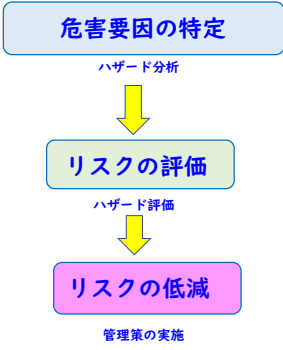 危害要因の特定
ハザード分析
リスクの評価
ハザード評価
リスクの低減
管理策の実施